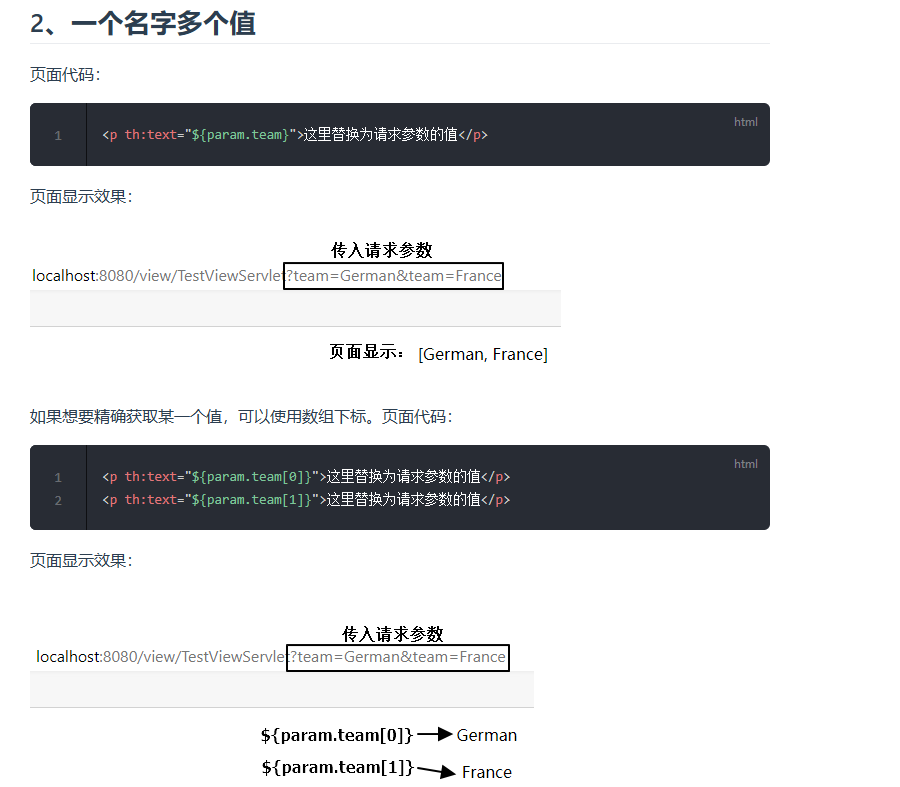 2、一个名字多个值
页面代码：
html
1 <p th:text="${param.team}">这里替换为请求参数的值</p>
页面显示效果：
传入请求参数
localhost:8080/view/TestViewServlet?team=German&team=France
页面显示： [German, France]
如果想要精确获取某一个值，可以使用数组下标。页面代码：
html
1 <p th:text="${param.team[0]}">这里替换为请求参数的值</p>
2 <p th:text="${param.team[1]}">这里替换为请求参数的值</p>
页面显示效果：
传入请求参数
localhost:8080/view/TestViewServlet?team=German&team=France
${param.team[0]} German
${param.team[1]} France